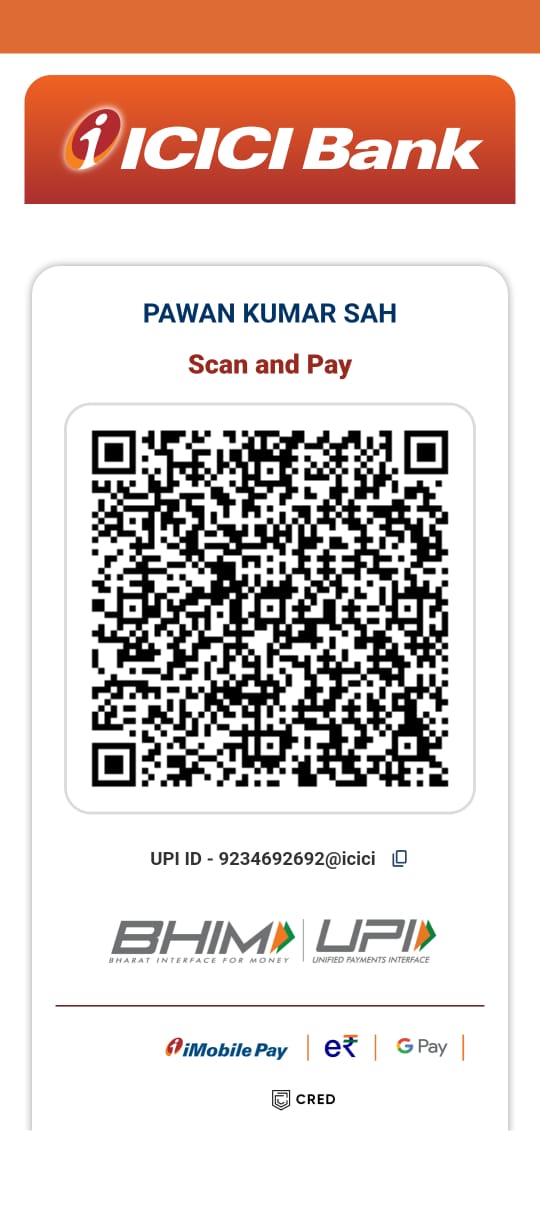 ICICI Bank
PAWAN KUMAR SAH
Scan and Pay
UPI ID - 9234692692@icici
BHIM UPI
BHARAT INTERFACE FOR MONEY UNIFIED PAYMENTS INTERFACE
iMobile Pay e₹ G Pay
CRED